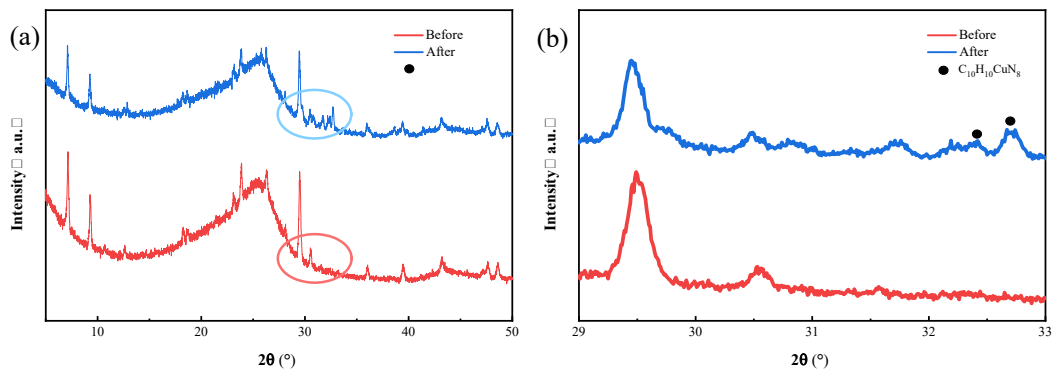 (a)
Before
After
Intensity□ a.u.□
10
20
30
40
50
2θ (°)
(b)
Before
After
C₁₀H₁₀CuN₈
Intensity□ a.u.□
29
30
31
32
33
2θ (°)